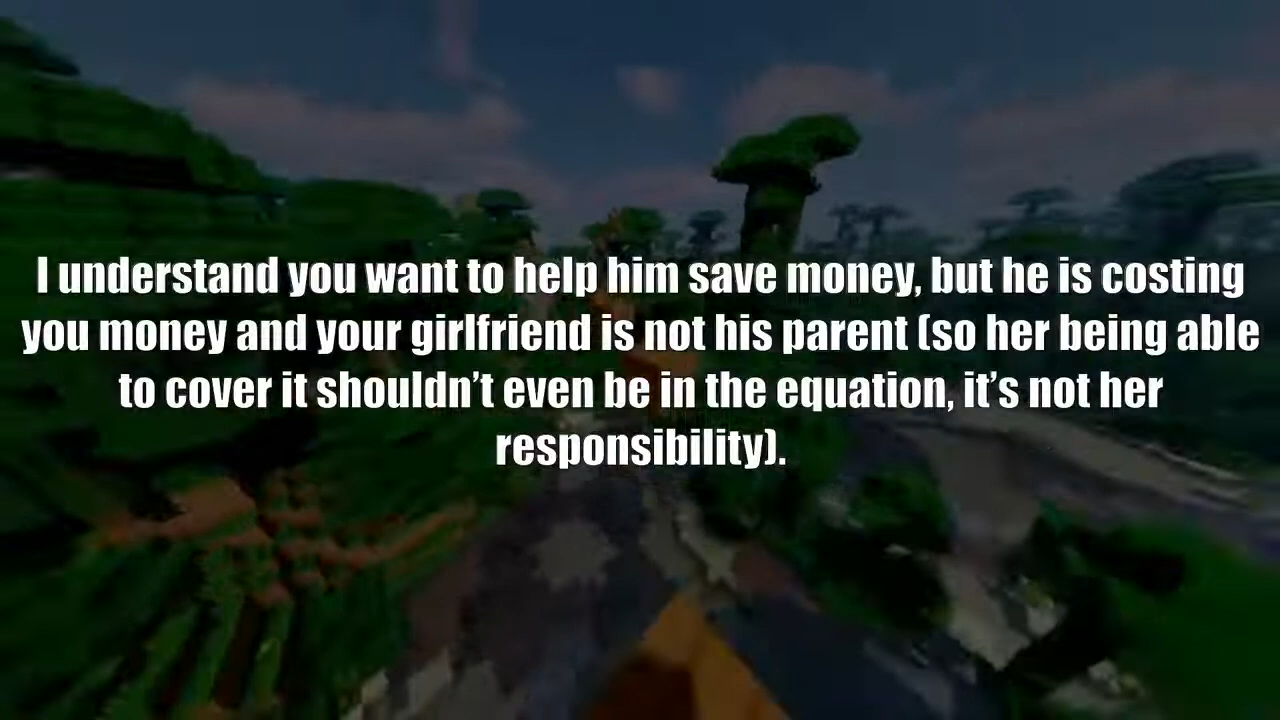 I understand you want to help him save money, but he is costing
you money and your girlfriend is not his parent (so her being able
to cover it shouldn’t even be in the equation, it’s not her
responsibility).